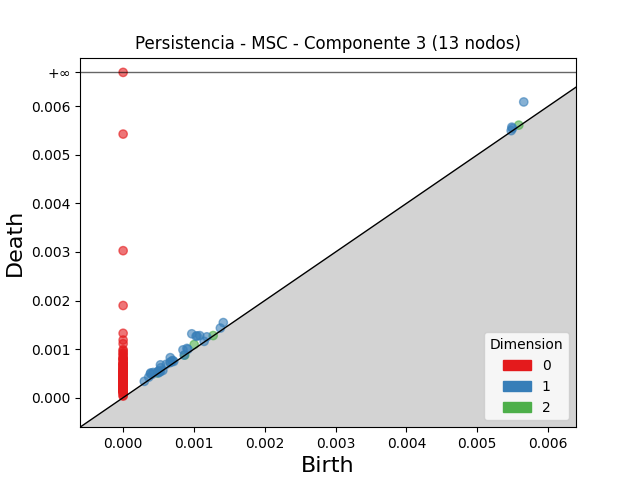 Persistencia - MSC - Componente 3 (13 nodos)
+∞
0.006
0.005
0.004
0.003
0.002
0.001
0.000
Death
Dimension
0
1
2
0.000 0.001 0.002 0.003 0.004 0.005 0.006
Birth